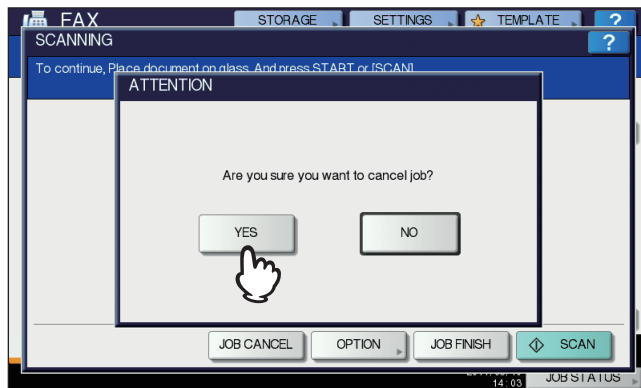 FAX
STORAGE SETTINGS TEMPLATE ?
SCANNING ?
To continue, Place document on glass. And press START or [SCAN]
ATTENTION
Are you sure you want to cancel job?
YES NO
JOB CANCEL OPTION JOB FINISH SCAN
14:03 JOB STATUS